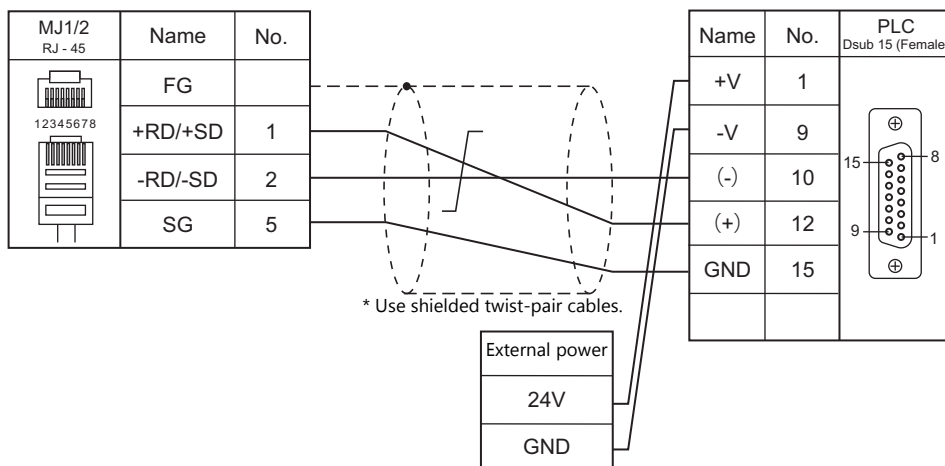 MJ1/2 Name No.
RJ - 45
FG
12345678
+RD/+SD 1
-RD/-SD 2
SG 5
* Use shielded twist-pair cables.
External power
24V
GND
Name No. PLC
Dsub 15 (Female
+V 1
-V 9
(-) 10
(+) 12
GND 15
15 8
9 1